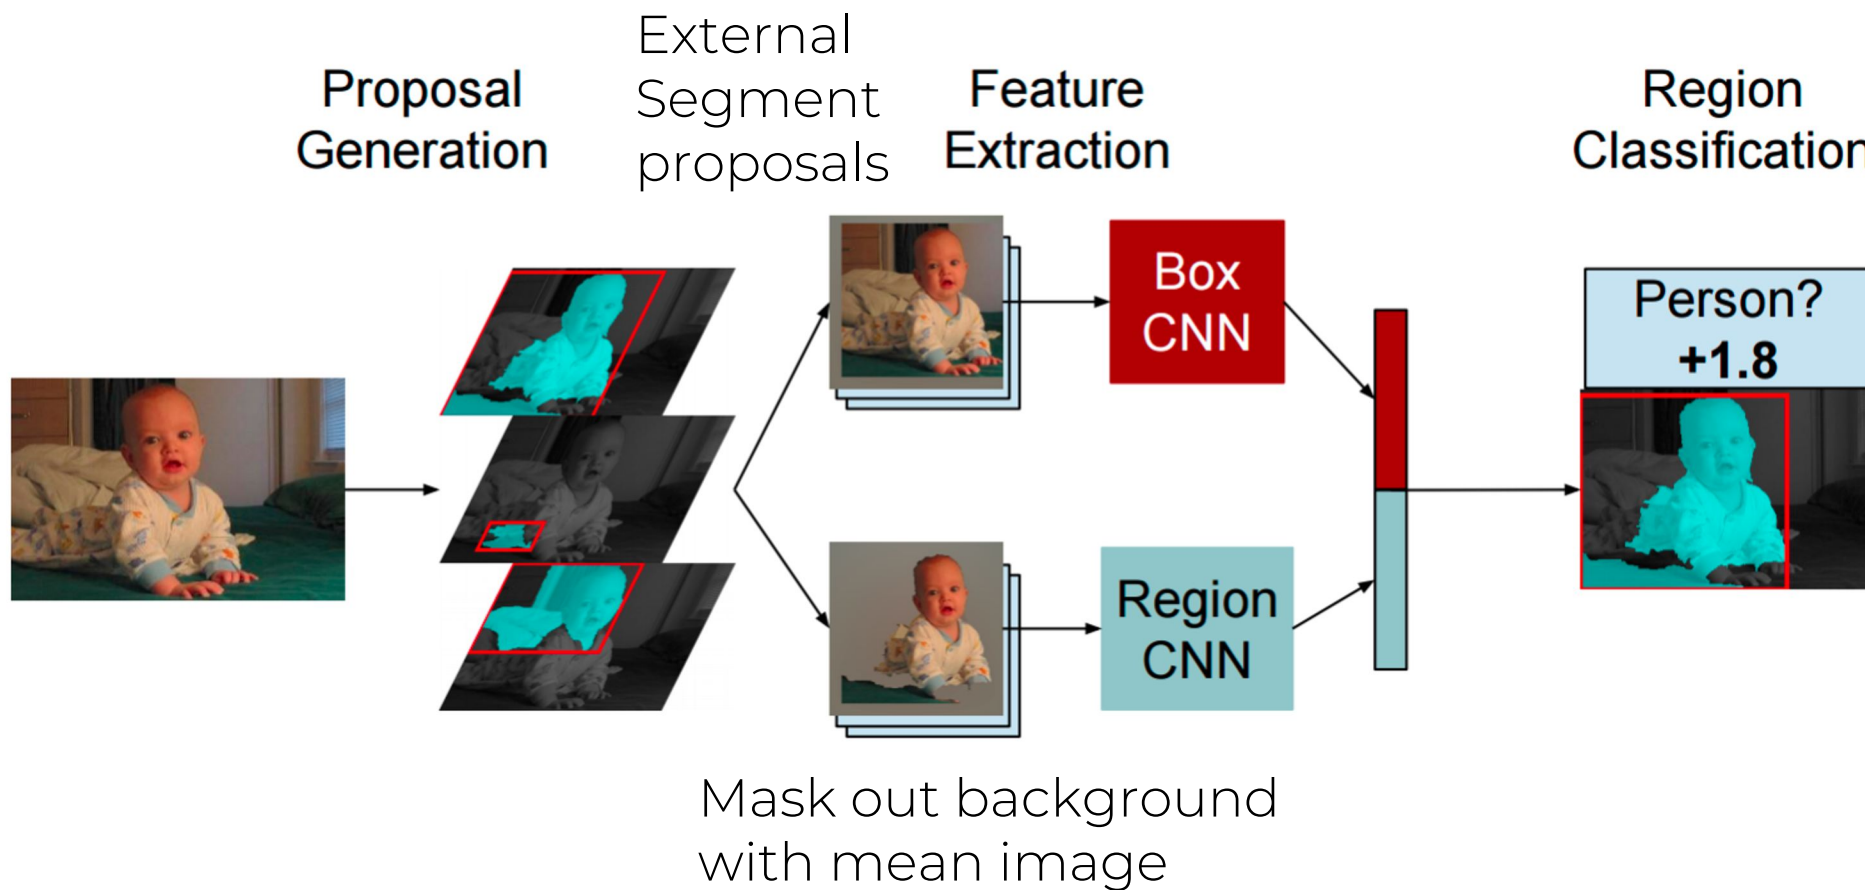 External
Segment
proposals
Proposal
Generation
Feature
Extraction
Region
Classification
Box
CNN
Person?
+1.8
Region
CNN
Mask out background
with mean image